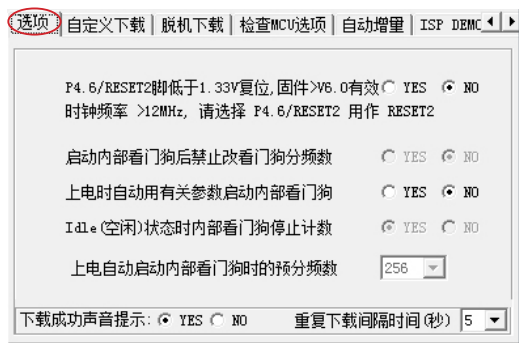 选项 自定义下载 脱机下载 检查MCU选项 自动增量 ISP DEMO
P4.6/RESET2脚低于1.33V复位,固件>V6.0有效 YES NO
时钟频率 >12MHz, 请选择 P4.6/RESET2 用作 RESET2
启动内部看门狗后禁止改看门狗分频数 YES NO
上电时自动用有关参数启动内部看门狗 YES NO
Idle(空闲)状态时内部看门狗停止计数 YES NO
上电自动启动内部看门狗时的预分频数 256
下载成功声音提示: YES NO 重复下载间隔时间(秒) 5